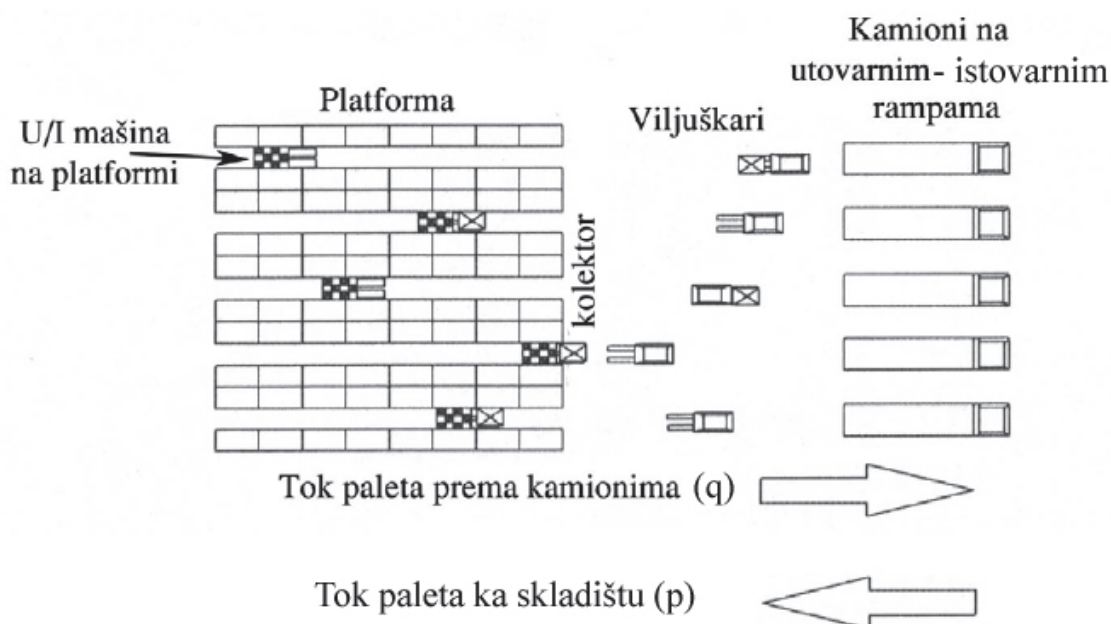 Kamioni na
utovarnim- istovarnim
rampama
Platforma
Viljuškari
U/I mašina
na platformi
kolektor
Tok paleta prema kamionima (q)
Tok paleta ka skladištu (p)